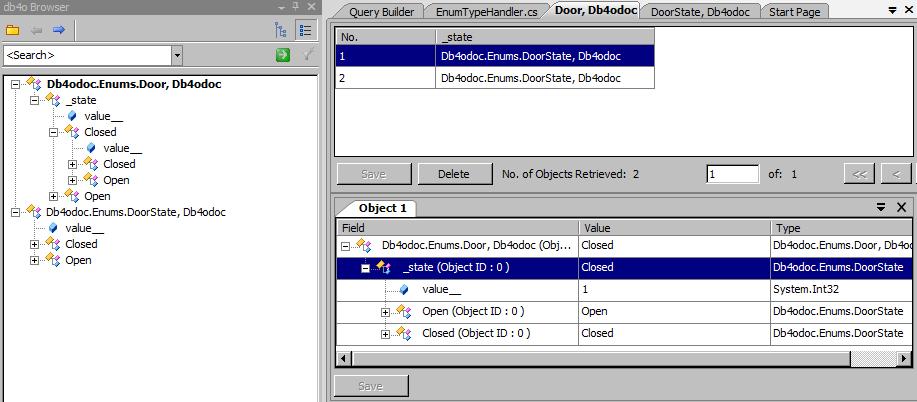 db4o Browser
<Search>
Db4odoc.Enums.Door, Db4odoc
_state
value__
Closed
value__
Closed
Open
Open
Db4odoc.Enums.DoorState, Db4odoc
value__
Closed
Open
Query Builder EnumTypeHandler.cs Door, Db4odoc DoorState, Db4odoc Start Page
No. _state
1 Db4odoc.Enums.DoorState, Db4odoc
2 Db4odoc.Enums.DoorState, Db4odoc
Save Delete No. of Objects Retrieved: 2 1 of: 1 << <
Object 1
Field Value Type
Db4odoc.Enums.Door, Db4odoc (Obj... Closed Db4odoc.Enums.Door, Db4odo
_state (Object ID : 0 ) Closed Db4odoc.Enums.DoorState
value__ 1 System.Int32
Open (Object ID : 0 ) Open Db4odoc.Enums.DoorState
Closed (Object ID : 0 ) Closed Db4odoc.Enums.DoorState
Save